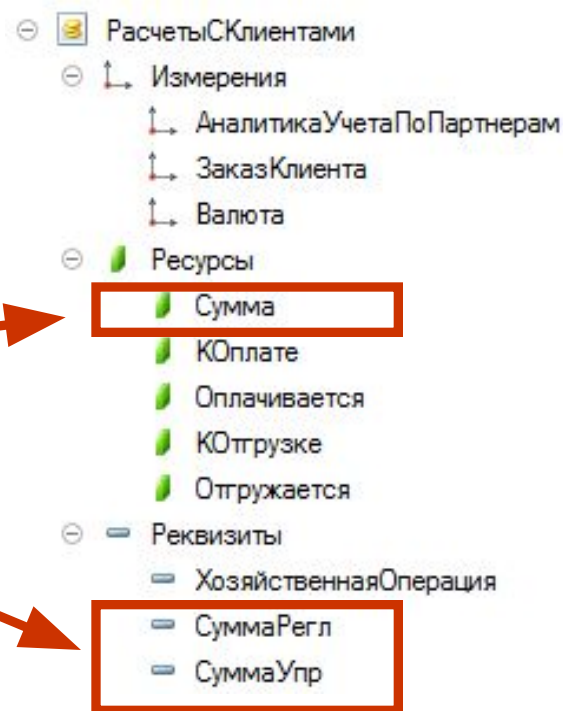 РасчетыСКлиентами
Измерения
АналитикаУчетаПоПартнерам
ЗаказКлиента
Валюта
Ресурсы
Сумма
КОплате
Оплачивается
КОтгрузке
Отгружается
Реквизиты
ХозяйственнаяОперация
СуммаРегл
СуммаУпр